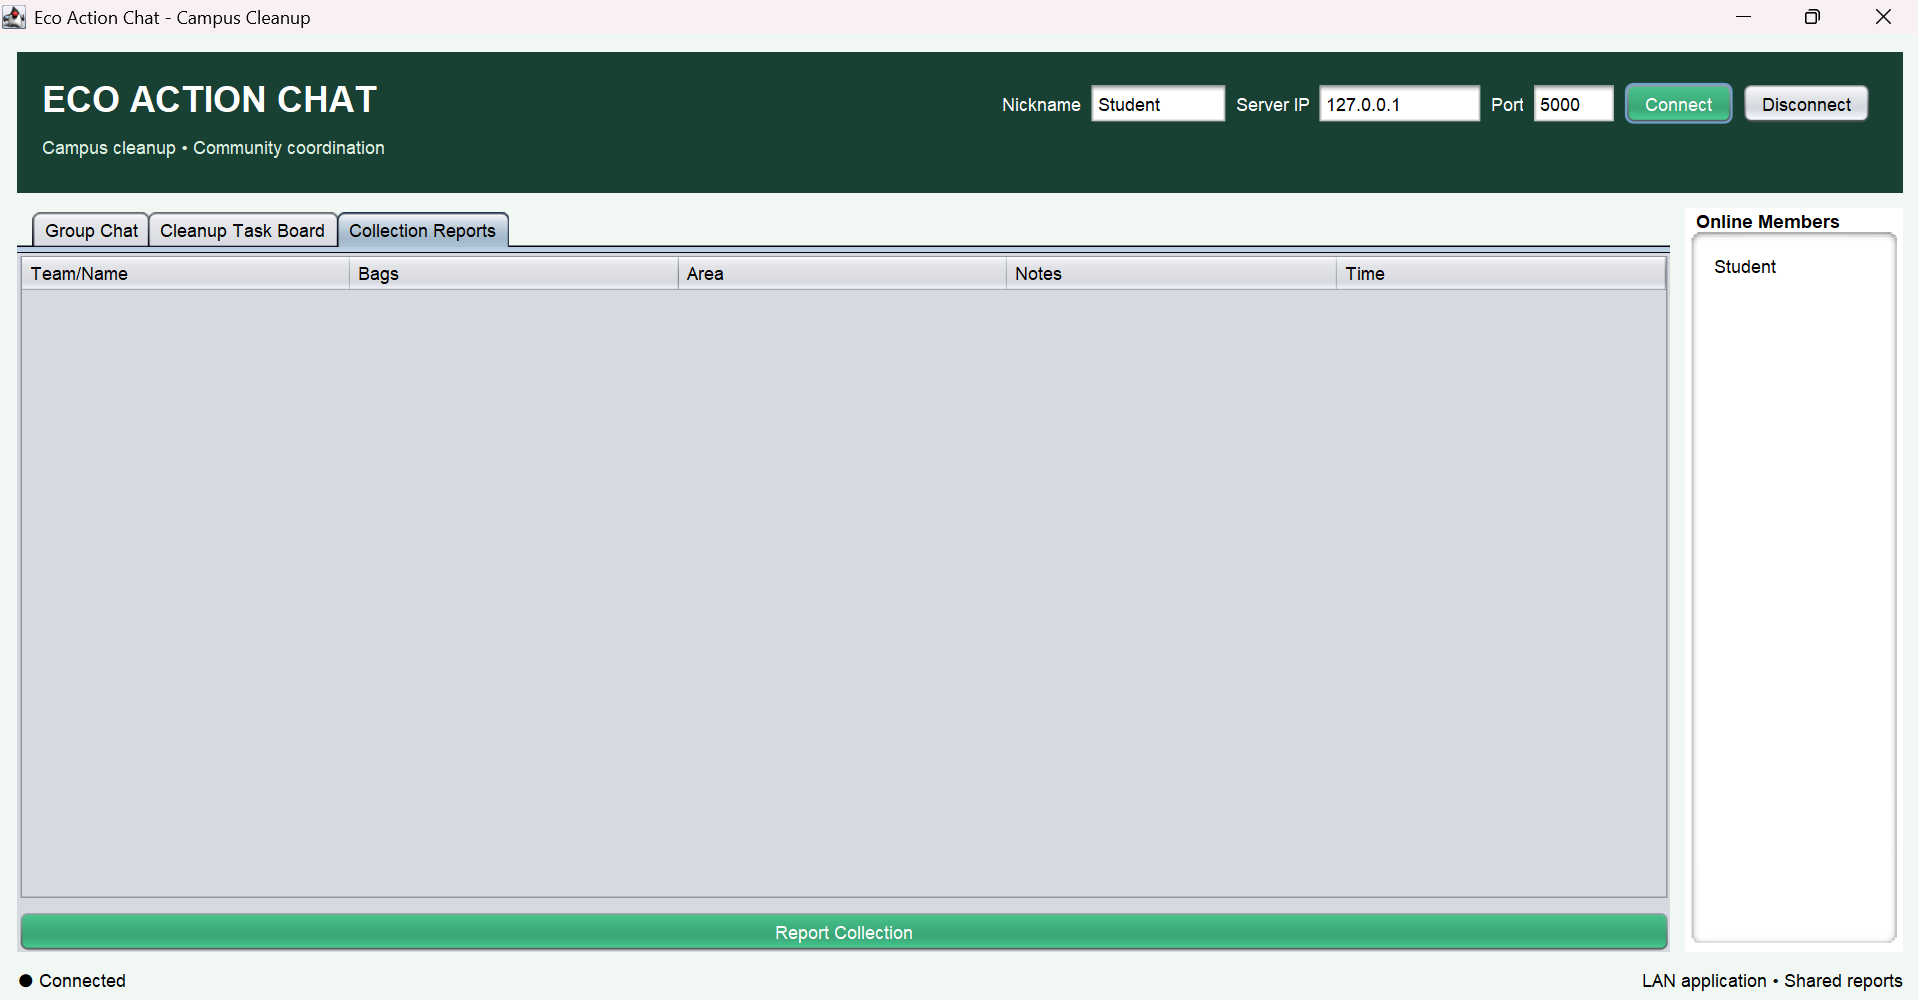 Eco Action Chat - Campus Cleanup
ECO ACTION CHAT
Campus cleanup • Community coordination
Nickname Student Server IP 127.0.0.1 Port 5000 Connect Disconnect
Group Chat Cleanup Task Board Collection Reports
Team/Name Bags Area Notes Time
Report Collection
Online Members
Student
● Connected
LAN application • Shared reports